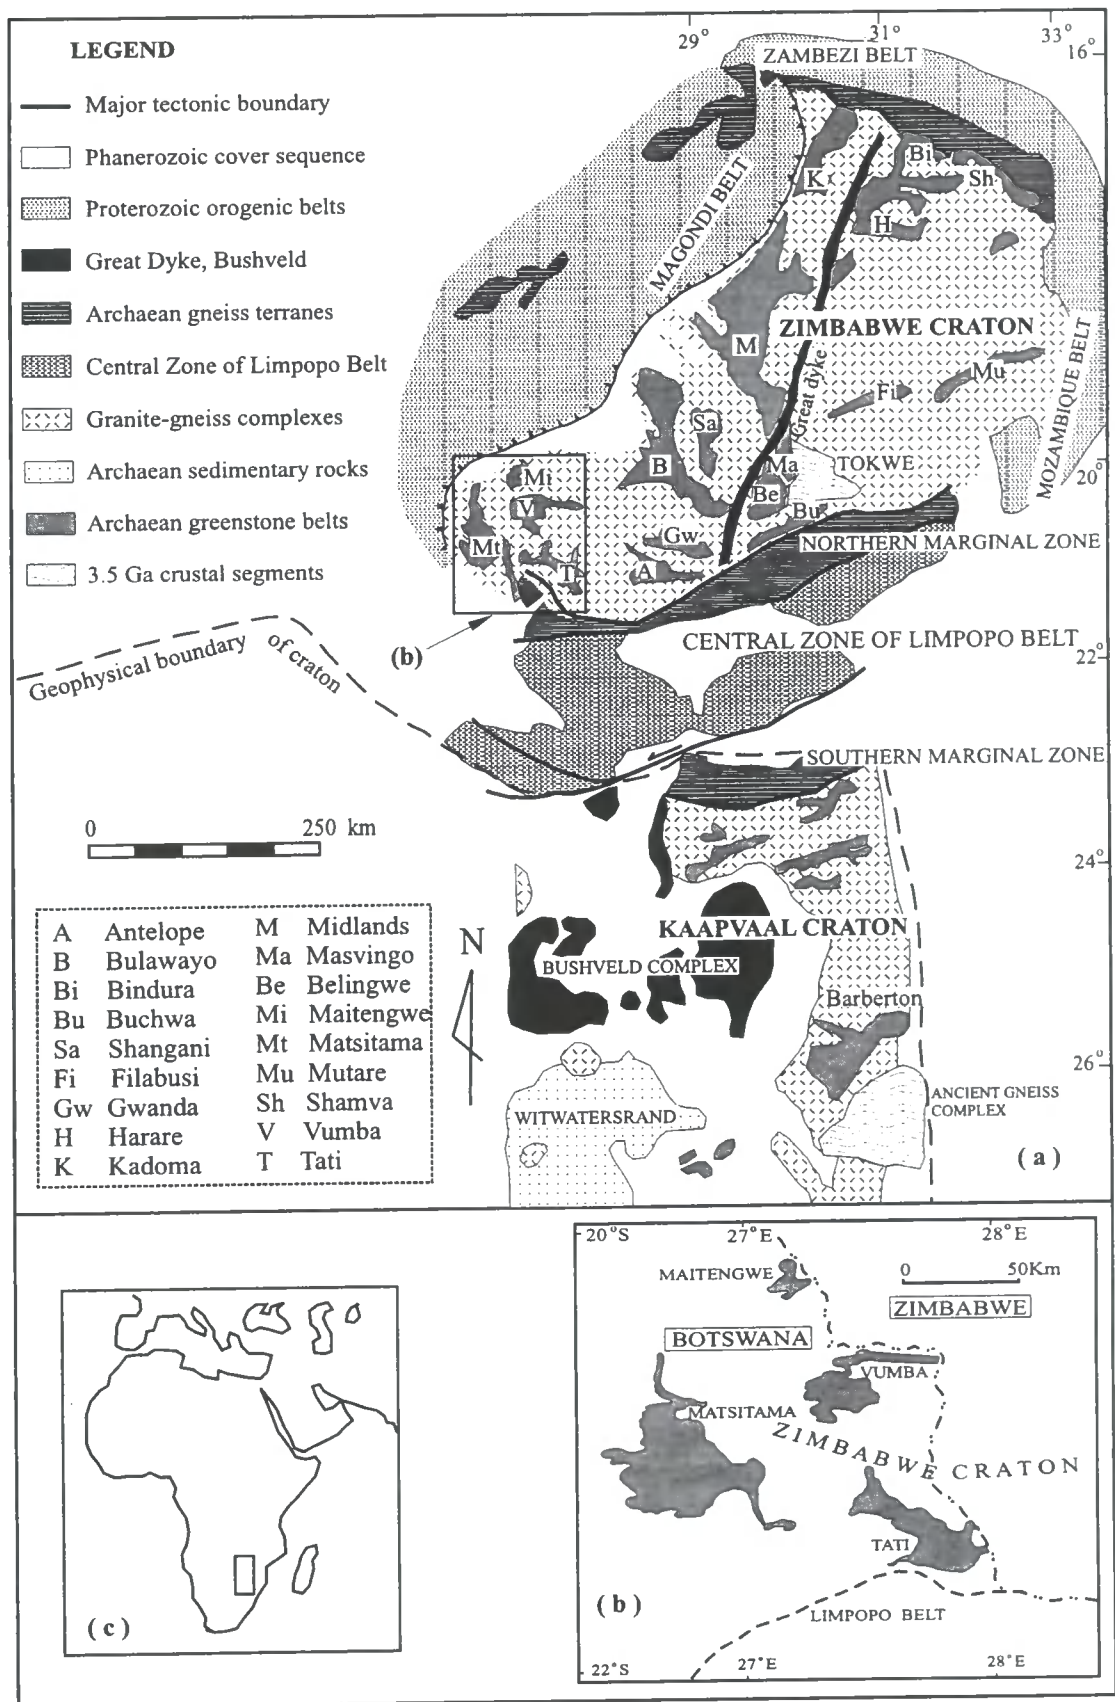 LEGEND
Major tectonic boundary
Phanerozoic cover sequence
Proterozoic orogenic belts
Great Dyke, Bushveld
Archaean gneiss terranes
Central Zone of Limpopo Belt
Granite-gneiss complexes
Archaean sedimentary rocks
Archaean greenstone belts
3.5 Ga crustal segments
29° 31° 33°
16°
ZAMBEZI BELT
MAGONDI BELT
K
Bi
Sh
H
ZIMBABWE CRATON
M
Great dyke
Mu
Fi
MOZAMBIQUE BELT
Sa
B
Ma
TOKWE
20°
Be
Bu
Mi
V
Mt
T
Gw
A
NORTHERN MARGINAL ZONE
(b)
CENTRAL ZONE OF LIMPOPO BELT
22°
Geophysical boundary of craton
SOUTHERN MARGINAL ZONE
0 250 km
24°
KAAPVAAL CRATON
BUSHVELD COMPLEX
N
Barberton
26°
WITWATERSRAND
ANCIENT GNEISS
COMPLEX
(a)
A Antelope M Midlands
B Bulawayo Ma Masvingo
Bi Bindura Be Belingwe
Bu Buchwa Mi Maitengwe
Sa Shangani Mt Matsitama
Fi Filabusi Mu Mutare
Gw Gwanda Sh Shamva
H Harare V Vumba
K Kadoma T Tati
(c)
20°S 27°E 28°E
MAITENGWE
0 50Km
ZIMBABWE
BOTSWANA
VUMBA
MATSITAMA
ZIMBABWE CRATON
TATI
(b)
LIMPOPO BELT
22°S 27°E 28°E